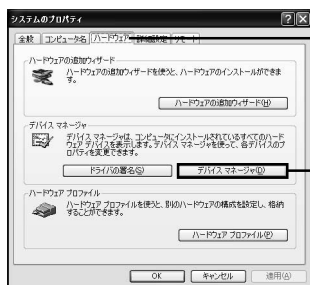 システムのプロパティ
全般 コンピュータ名 ハードウェア 詳細設定 リモート
ハードウェアの追加ウィザード
ハードウェアの追加ウィザードを使うと、ハードウェアのインストールができま
す。
ハードウェアの追加ウィザード(H)
デバイス マネージャ
デバイス マネージャは、コンピュータにインストールされているすべてのハード
ウェア デバイスを表示します。デバイス マネージャを使って、各デバイスのプ
ロパティを変更できます。
ドライバの署名(S) デバイス マネージャ(D)
ハードウェア プロファイル
ハードウェア プロファイルを使うと、別のハードウェアの構成を設定し、格納
することができます。
ハードウェア プロファイル(P)
OK キャンセル 適用(A)